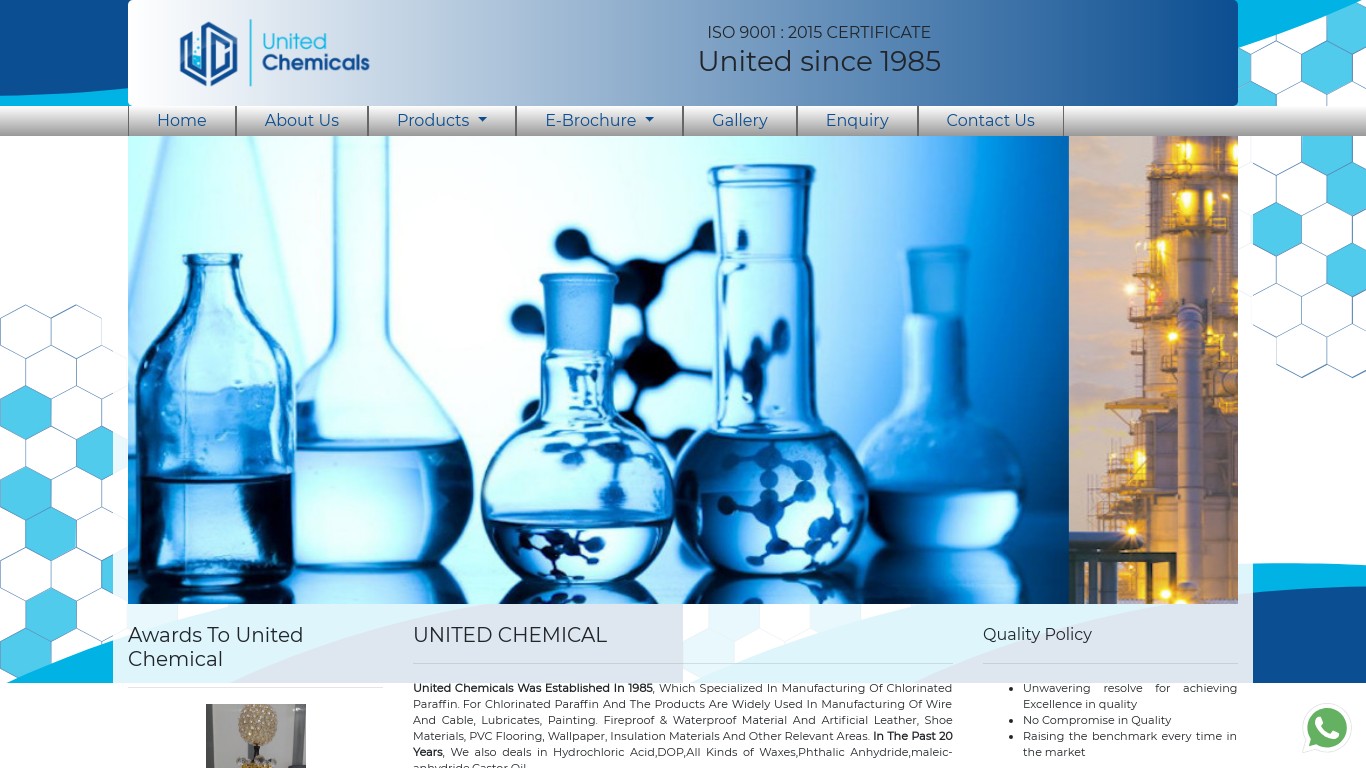 United
Chemicals
ISO 9001 : 2015 CERTIFICATE
United since 1985
Home
About Us
Products
E-Brochure
Gallery
Enquiry
Contact Us
Awards To United
Chemical
UNITED CHEMICAL
United Chemicals Was Established In 1985, Which Specialized In Manufacturing Of Chlorinated
Paraffin. For Chlorinated Paraffin And The Products Are Widely Used In Manufacturing Of Wire
And Cable, Lubricates, Painting. Fireproof & Waterproof Material And Artificial Leather, Shoe
Materials, PVC Flooring, Wallpaper, Insulation Materials And Other Relevant Areas. In The Past 20
Years, We also deals in Hydrochloric Acid,DOP,All Kinds of Waxes,Phthalic Anhydride,maleic-
anhydride,Castor Oil
Quality Policy
Unwavering resolve for achieving
Excellence in quality
No Compromise in Quality
Raising the benchmark every time in
the market